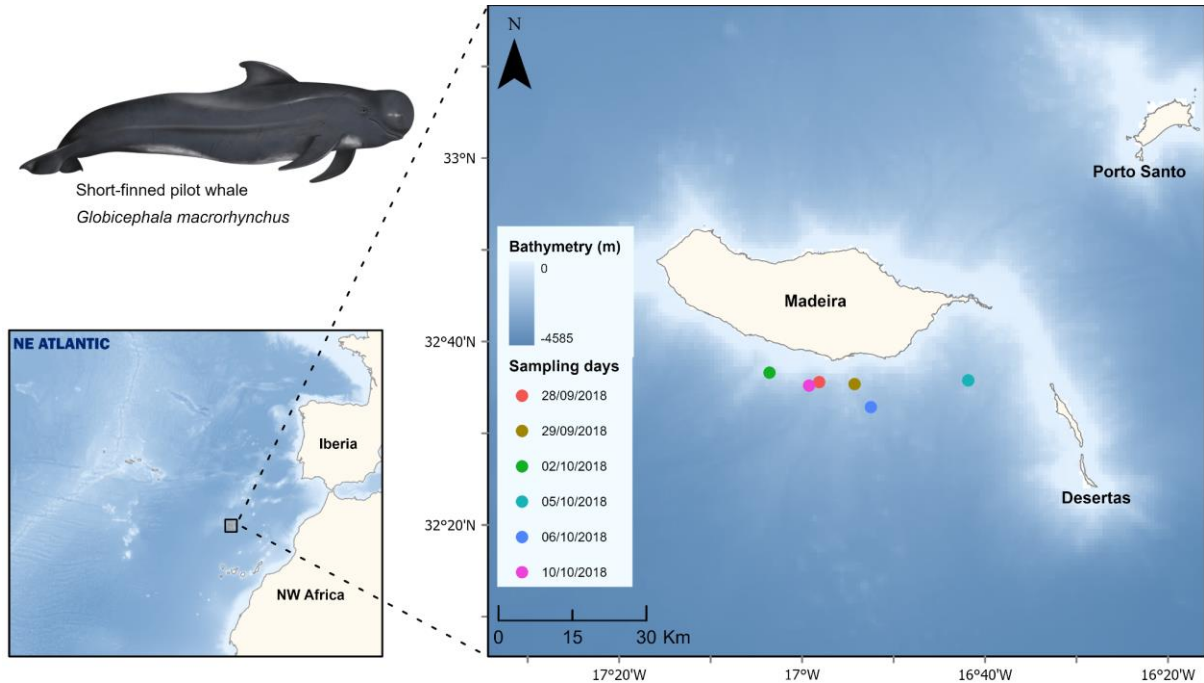 Short-finned pilot whale
Globicephala macrorhynchus
NE ATLANTIC
Iberia
NW Africa
N
33°N
32°40'N
32°20'N
Porto Santo
Madeira
Desertas
Bathymetry (m)
0
-4585
Sampling days
28/09/2018
29/09/2018
02/10/2018
05/10/2018
06/10/2018
10/10/2018
0 15 30 Km
17°20'W 17°W 16°40'W 16°20'W